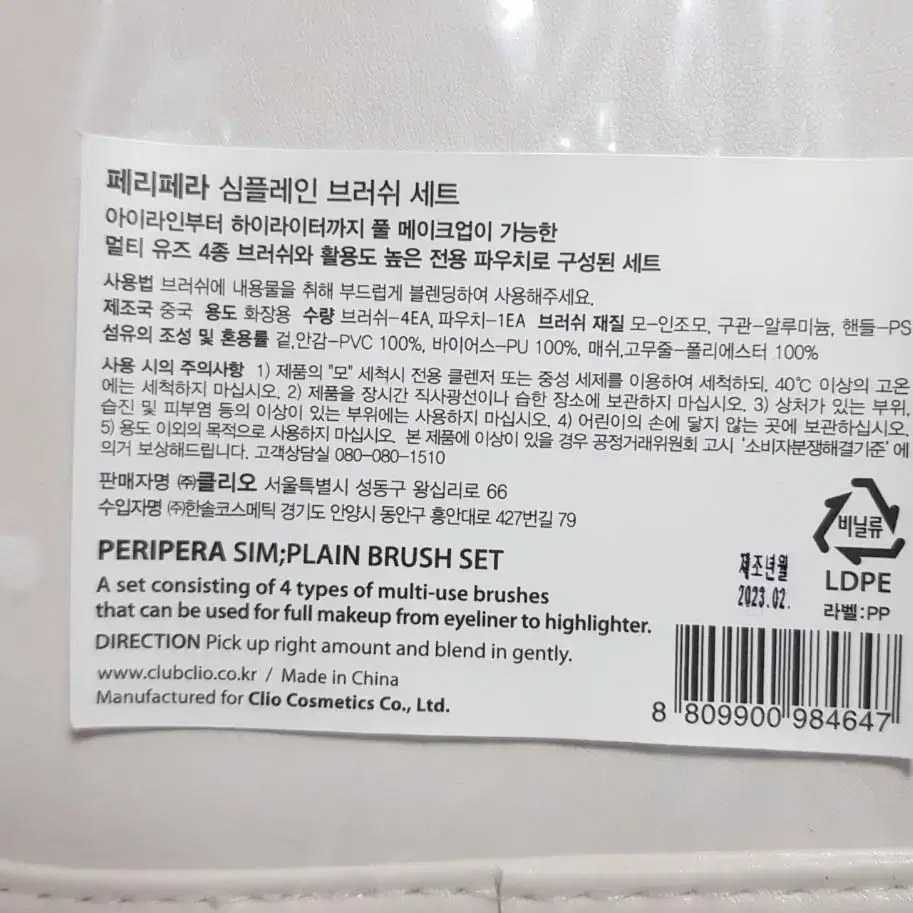 페리페라 심플레인 브러쉬 세트
아이라인부터 하이라이터까지 풀 메이크업이 가능한
멀티 유즈 4종 브러쉬와 활용도 높은 전용 파우치로 구성된 세트
사용법 브러쉬에 내용물을 취해 부드럽게 블렌딩하여 사용해주세요.
제조국 중국 용도 화장용 수량 브러쉬-4EA, 파우치-1EA 브러쉬 재질 모-인조모, 구관-알루미늄, 핸들-PS
섬유의 조성 및 혼용률 겉,안감-PVC 100%, 바이어스-PU 100%, 매쉬,고무줄-폴리에스터 100%
사용 시의 주의사항 1) 제품의 "모" 세척시 전용 클렌저 또는 중성 세제를 이용하여 세척하되, 40℃ 이상의 고온
에는 세척하지 마십시오. 2) 제품을 장시간 직사광선이나 습한 장소에 보관하지 마십시오. 3) 상처가 있는 부위,
습진 및 피부염 등의 이상이 있는 부위에는 사용하지 마십시오. 4) 어린이의 손에 닿지 않는 곳에 보관하십시오.
5) 용도 이외의 목적으로 사용하지 마십시오. 본 제품에 이상이 있을 경우 공정거래위원회 고시 '소비자분쟁해결기준'에
의거 보상해드립니다. 고객상담실 080-080-1510
판매자명 ㈜클리오 서울특별시 성동구 왕십리로 66
수입자명 ㈜한솔코스메틱 경기도 안양시 동안구 흥안대로 427번길 79
비닐류
LDPE
라벨:PP
제조년월
2023.02.
PERIPERA SIM;PLAIN BRUSH SET
A set consisting of 4 types of multi-use brushes
that can be used for full makeup from eyeliner to highlighter.
DIRECTION Pick up right amount and blend in gently.
www.clubclio.co.kr / Made in China
Manufactured for Clio Cosmetics Co., Ltd.
8 809900 984647